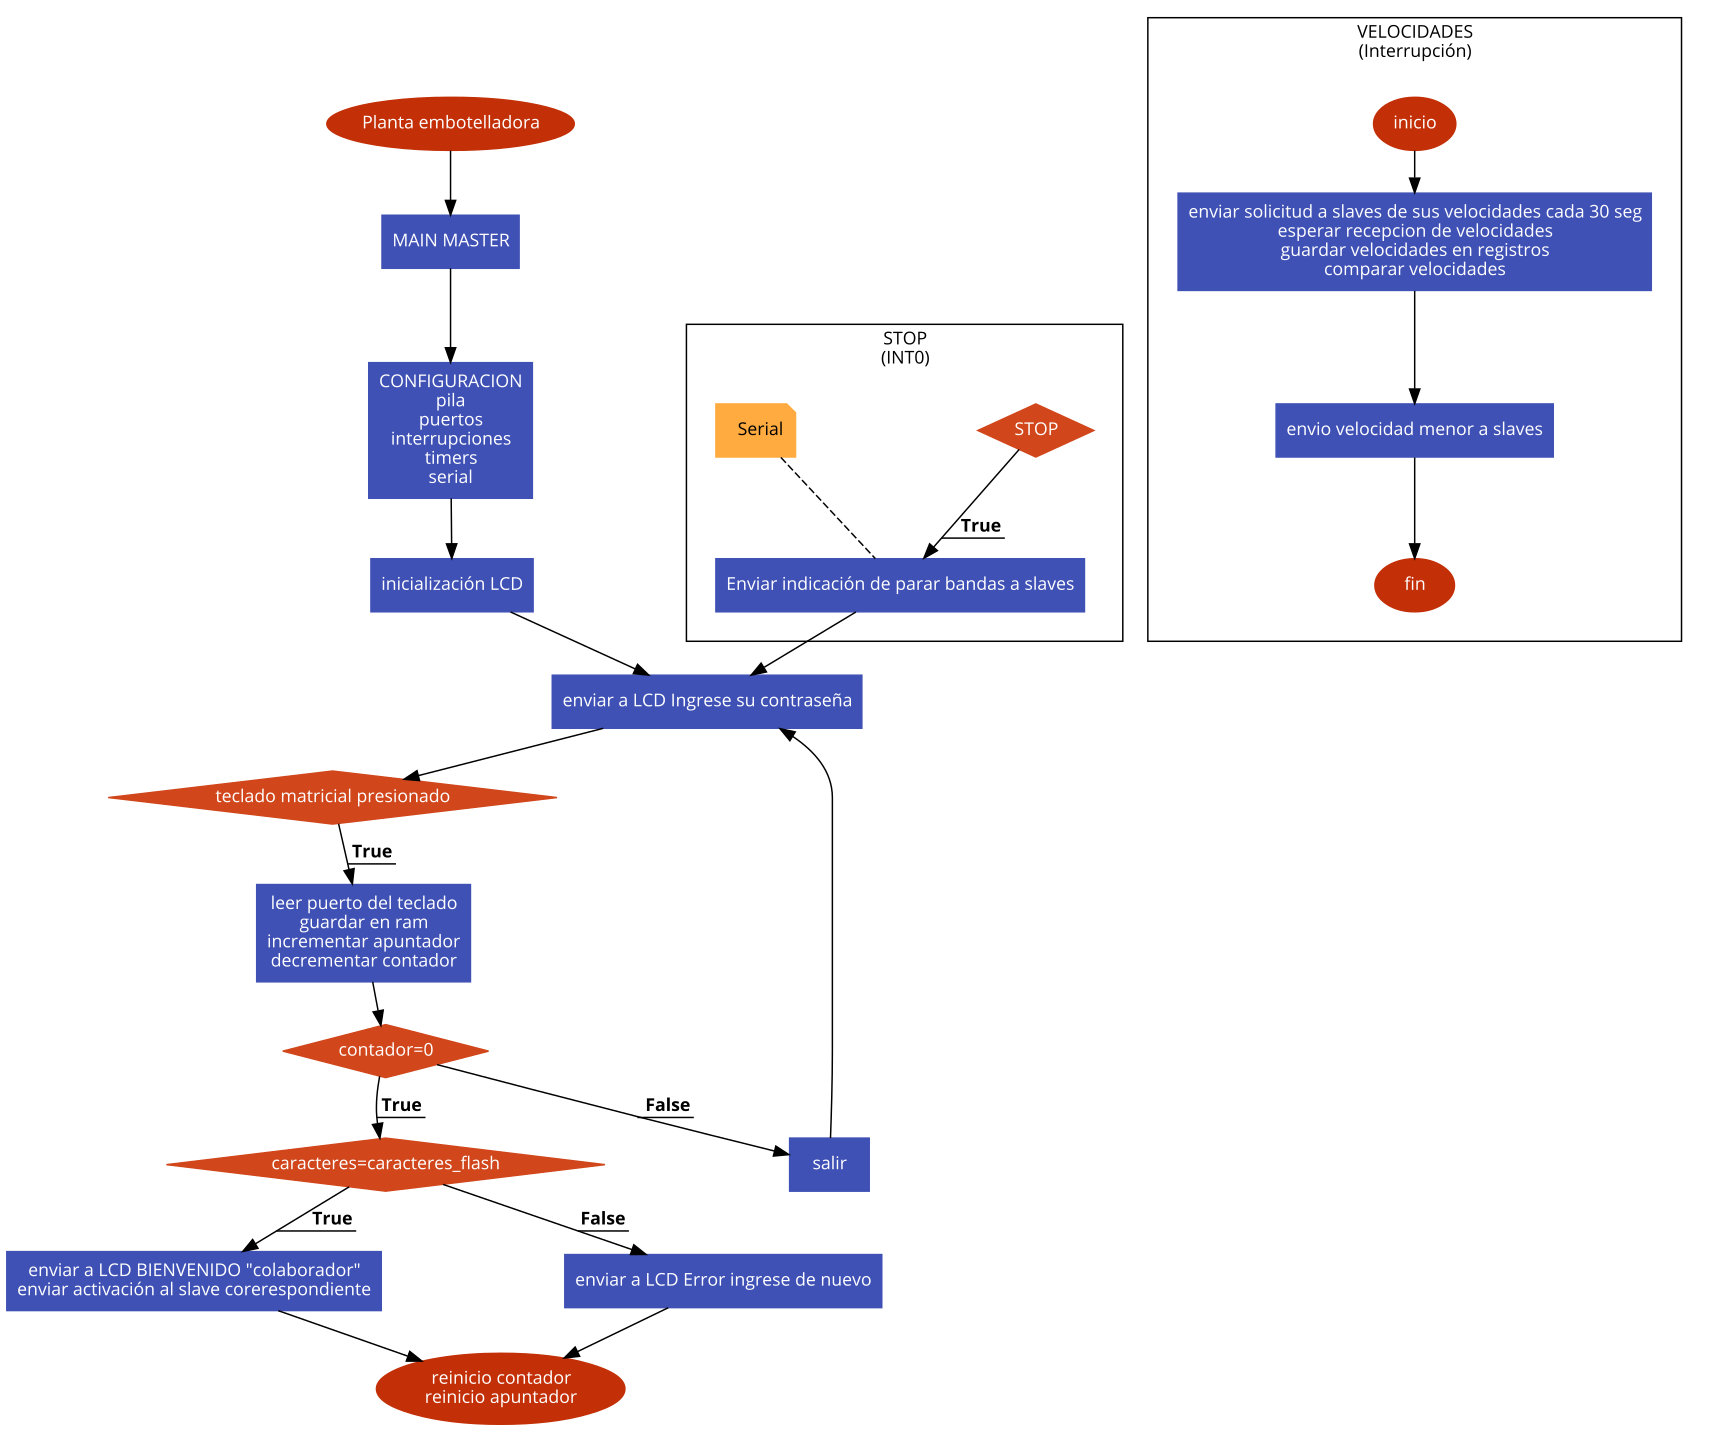 Planta embotelladora
MAIN MASTER
CONFIGURACION
pila
puertos
interrupciones
timers
serial
inicialización LCD
STOP
(INT0)
Serial
STOP
True
Enviar indicación de parar bandas a slaves
VELOCIDADES
(Interrupción)
inicio
enviar solicitud a slaves de sus velocidades cada 30 seg
esperar recepcion de velocidades
guardar velocidades en registros
comparar velocidades
envio velocidad menor a slaves
fin
enviar a LCD Ingrese su contraseña
teclado matricial presionado
True
leer puerto del teclado
guardar en ram
incrementar apuntador
decrementar contador
contador=0
True
False
caracteres=caracteres_flash
salir
True
False
enviar a LCD BIENVENIDO "colaborador"
enviar activación al slave corerespondiente
enviar a LCD Error ingrese de nuevo
reinicio contador
reinicio apuntador